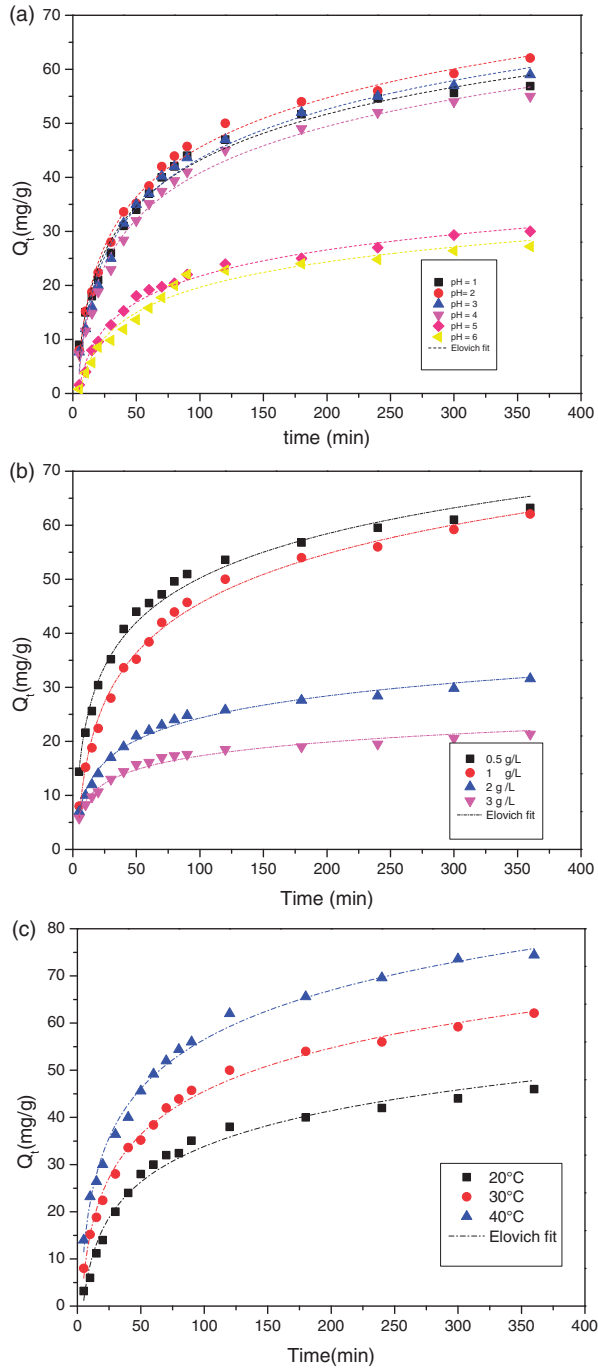 (a)
70
60
50
40
30
20
10
0
Qt(mg/g)
pH = 1
pH= 2
pH = 3
pH = 4
pH = 5
pH = 6
Elovich fit
0 50 100 150 200 250 300 350 400
time (min)
(b)
70
60
50
40
30
20
10
0
Qt(mg/g)
0.5 g/L
1 g/L
2 g/L
3 g/L
Elovich fit
0 50 100 150 200 250 300 350 400
Time (min)
(c)
80
70
60
50
40
30
20
10
0
Qt(mg/g)
20°C
30°C
40°C
Elovich fit
0 50 100 150 200 250 300 350 400
Time(min)